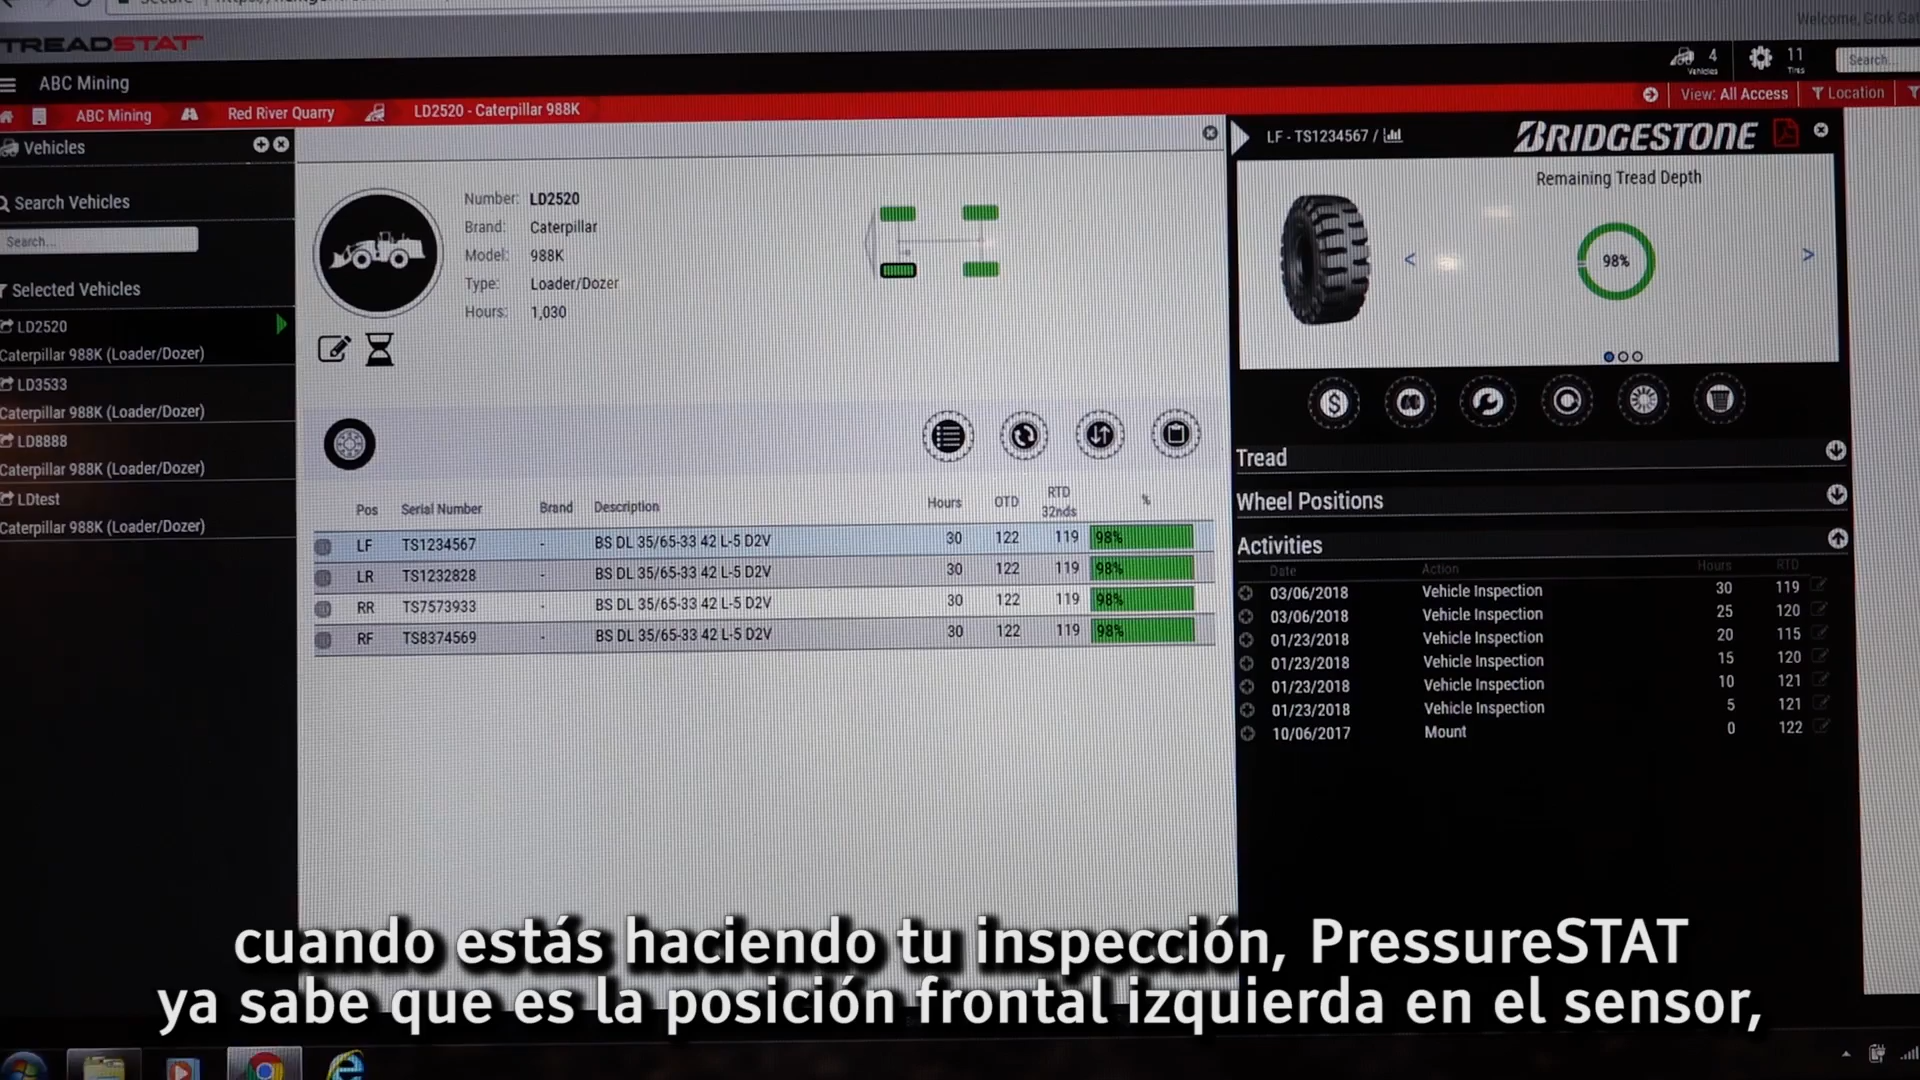 Secure
Welcome, Grok
TREADSTAT
ABC Mining
4
Vehicles
11
Tires
Search...
ABC Mining
Red River Quarry
LD2520 - Caterpillar 988K
View: All Access
Location
Vehicles
Search Vehicles
Search...
Selected Vehicles
LD2520
Caterpillar 988K (Loader/Dozer)
LD3533
Caterpillar 988K (Loader/Dozer)
LD8888
Caterpillar 988K (Loader/Dozer)
LDtest
Caterpillar 988K (Loader/Dozer)
Number: LD2520
Brand: Caterpillar
Model: 988K
Type: Loader/Dozer
Hours: 1,030
Pos Serial Number Brand Description Hours OTD RTD 32nds %
LF TS1234567 - BS DL 35/65-33 42 L-5 D2V 30 122 119 98%
LR TS1232828 - BS DL 35/65-33 42 L-5 D2V 30 122 119 98%
RR TS7573933 - BS DL 35/65-33 42 L-5 D2V 30 122 119 98%
RF TS8374569 - BS DL 35/65-33 42 L-5 D2V 30 122 119 98%
LF - TS1234567 /
BRIDGESTONE
Remaining Tread Depth
98%
Tread
Wheel Positions
Activities
Date Action Hours RTD
03/06/2018 Vehicle Inspection 30 119
03/06/2018 Vehicle Inspection 25 120
01/23/2018 Vehicle Inspection 20 115
01/23/2018 Vehicle Inspection 15 120
01/23/2018 Vehicle Inspection 10 121
01/23/2018 Vehicle Inspection 5 121
10/06/2017 Mount 0 122
cuando estás haciendo tu inspección, PressureSTAT
ya sabe que es la posición frontal izquierda en el sensor,